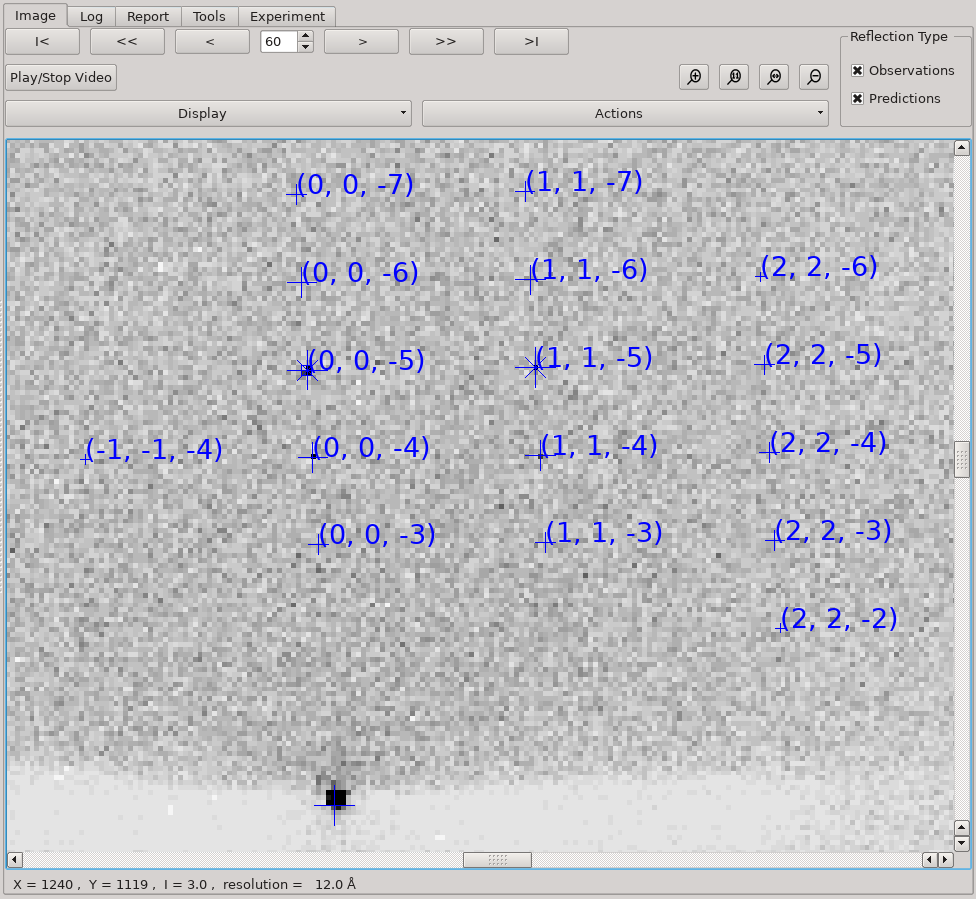 Image Log Report Tools Experiment
I< << < 60 > >> >I
Reflection Type
Play/Stop Video
Observations
Predictions
Display Actions
(0, 0, -7) (1, 1, -7)
(0, 0, -6) (1, 1, -6) (2, 2, -6)
(0, 0, -5) (1, 1, -5) (2, 2, -5)
(-1, -1, -4) (0, 0, -4) (1, 1, -4) (2, 2, -4)
(0, 0, -3) (1, 1, -3) (2, 2, -3)
(2, 2, -2)
X = 1240 , Y = 1119 , I = 3.0 , resolution = 12.0 Å